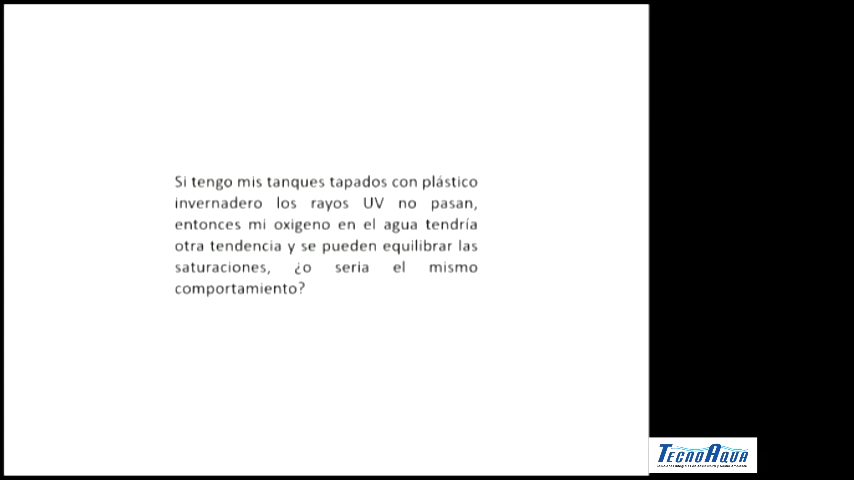 Si tengo mis tanques tapados con plástico
invernadero los rayos UV no pasan,
entonces mi oxigeno en el agua tendría
otra tendencia y se pueden equilibrar las
saturaciones, ¿o seria el mismo
comportamiento?
TECNOAQUA